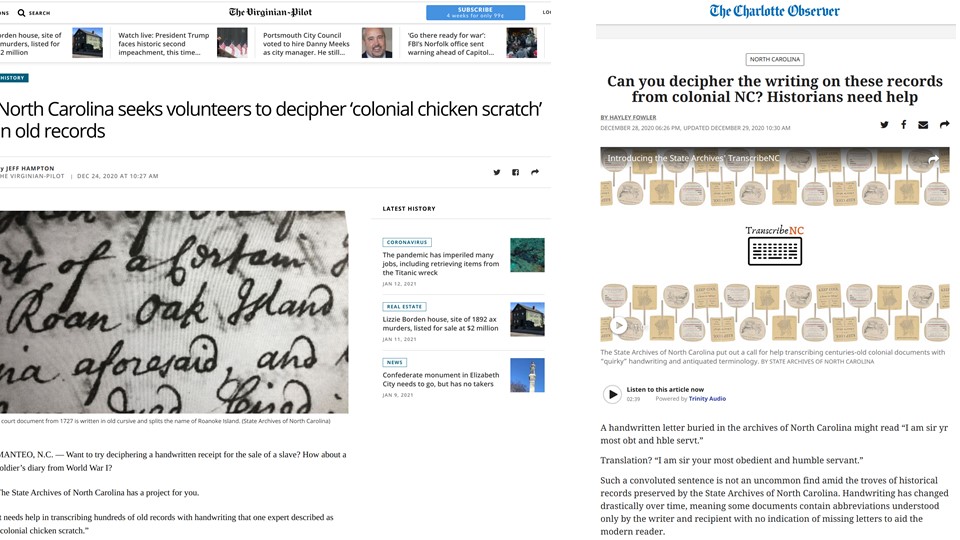 ONS SEARCH
The Virginian-Pilot
SUBSCRIBE
4 weeks for only 99¢
LO
orden house, site of
murders, listed for
2 million
Watch live: President Trump
faces historic second
impeachment, this time...
Portsmouth City Council
voted to hire Danny Meeks
as city manager. He still...
‘Go there ready for war’:
FBI’s Norfolk office sent
warning ahead of Capitol...
HISTORY
North Carolina seeks volunteers to decipher ‘colonial chicken scratch’
n old records
y JEFF HAMPTON
HE VIRGINIAN-PILOT | DEC 24, 2020 AT 10:27 AM
rt of a certain
Roan Oak Island
na aforesaid, and
court document from 1727 is written in old cursive and splits the name of Roanoke Island. (State Archives of North Carolina)
MANTEO, N.C. — Want to try deciphering a handwritten receipt for the sale of a slave? How about a
oldier’s diary from World War I?
he State Archives of North Carolina has a project for you.
t needs help in transcribing hundreds of old records with handwriting that one expert described as
colonial chicken scratch.”
LATEST HISTORY
CORONAVIRUS
The pandemic has imperiled many
jobs, including retrieving items from
the Titanic wreck
JAN 12, 2021
REAL ESTATE
Lizzie Borden house, site of 1892 ax
murders, listed for sale at $2 million
JAN 11, 2021
NEWS
Confederate monument in Elizabeth
City needs to go, but has no takers
JAN 9, 2021
The Charlotte Observer
NORTH CAROLINA
Can you decipher the writing on these records
from colonial NC? Historians need help
BY HAYLEY FOWLER
DECEMBER 28, 2020 06:26 PM, UPDATED DECEMBER 29, 2020 10:30 AM
Introducing the State Archives' TranscribeNC
TranscribeNC
The State Archives of North Carolina put out a call for help transcribing centuries-old colonial documents with
“quirky” handwriting and antiquated terminology. BY STATE ARCHIVES OF NORTH CAROLINA
Listen to this article now
02:39 Powered by Trinity Audio
A handwritten letter buried in the archives of North Carolina might read “I am sir yr
most obt and hble servt.”
Translation? “I am sir your most obedient and humble servant.”
Such a convoluted sentence is not an uncommon find amid the troves of historical
records preserved by the State Archives of North Carolina. Handwriting has changed
drastically over time, meaning some documents contain abbreviations understood
only by the writer and recipient with no indication of missing letters to aid the
modern reader.